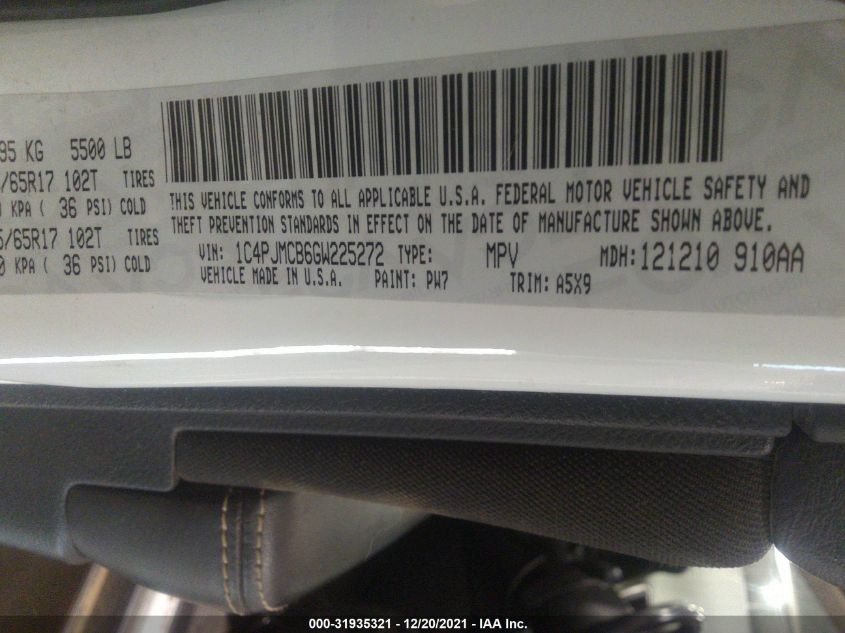 95 KG 5500 LB
/65R17 102T TIRES
KPA ( 36 PSI) COLD
5/65R17 102T TIRES
0 KPA ( 36 PSI) COLD
THIS VEHICLE CONFORMS TO ALL APPLICABLE U.S.A. FEDERAL MOTOR VEHICLE SAFETY AND
THEFT PREVENTION STANDARDS IN EFFECT ON THE DATE OF MANUFACTURE SHOWN ABOVE.
VIN: 1C4PJMCB6GW225272 TYPE: MPV MDH: 121210 910AA
VEHICLE MADE IN U.S.A. PAINT: PW7 TRIM: A5X9
000-31935321 - 12/20/2021 - IAA Inc.